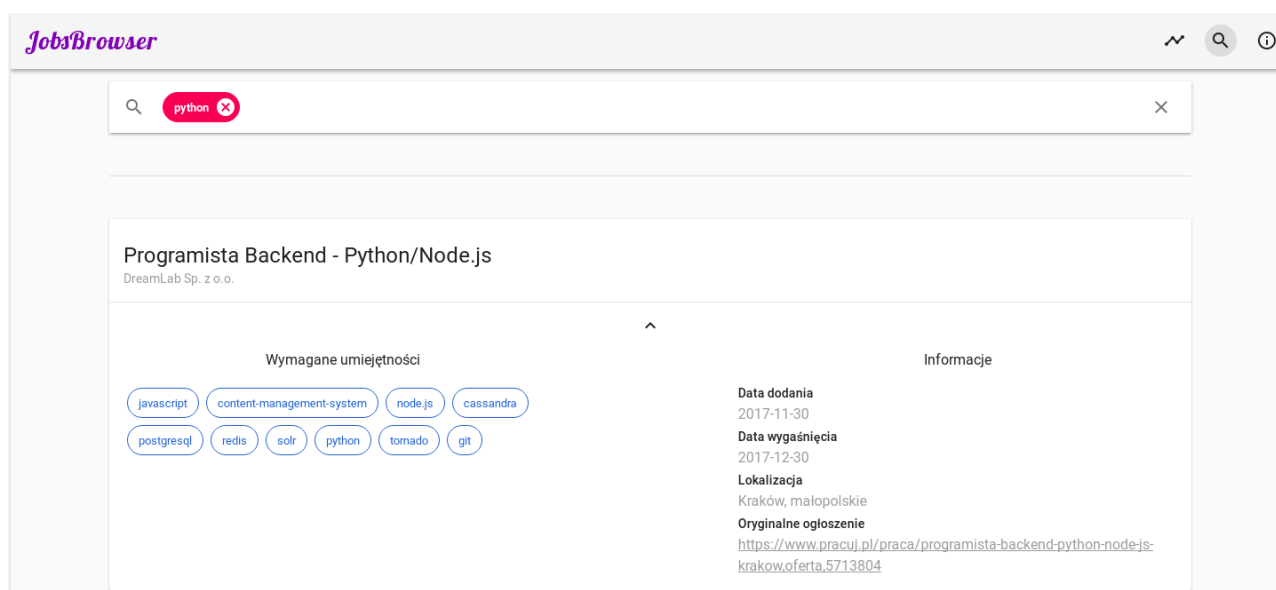 JobsBrowser
python
Programista Backend - Python/Node.js
DreamLab Sp. z o.o.
Wymagane umiejętności
javascript content-management-system node.js cassandra
postgresql redis solr python tornado git
Informacje
Data dodania
2017-11-30
Data wygaśnięcia
2017-12-30
Lokalizacja
Kraków, małopolskie
Oryginalne ogłoszenie
https://www.pracuj.pl/praca/programista-backend-python-node-js-
krakow,oferta,5713804